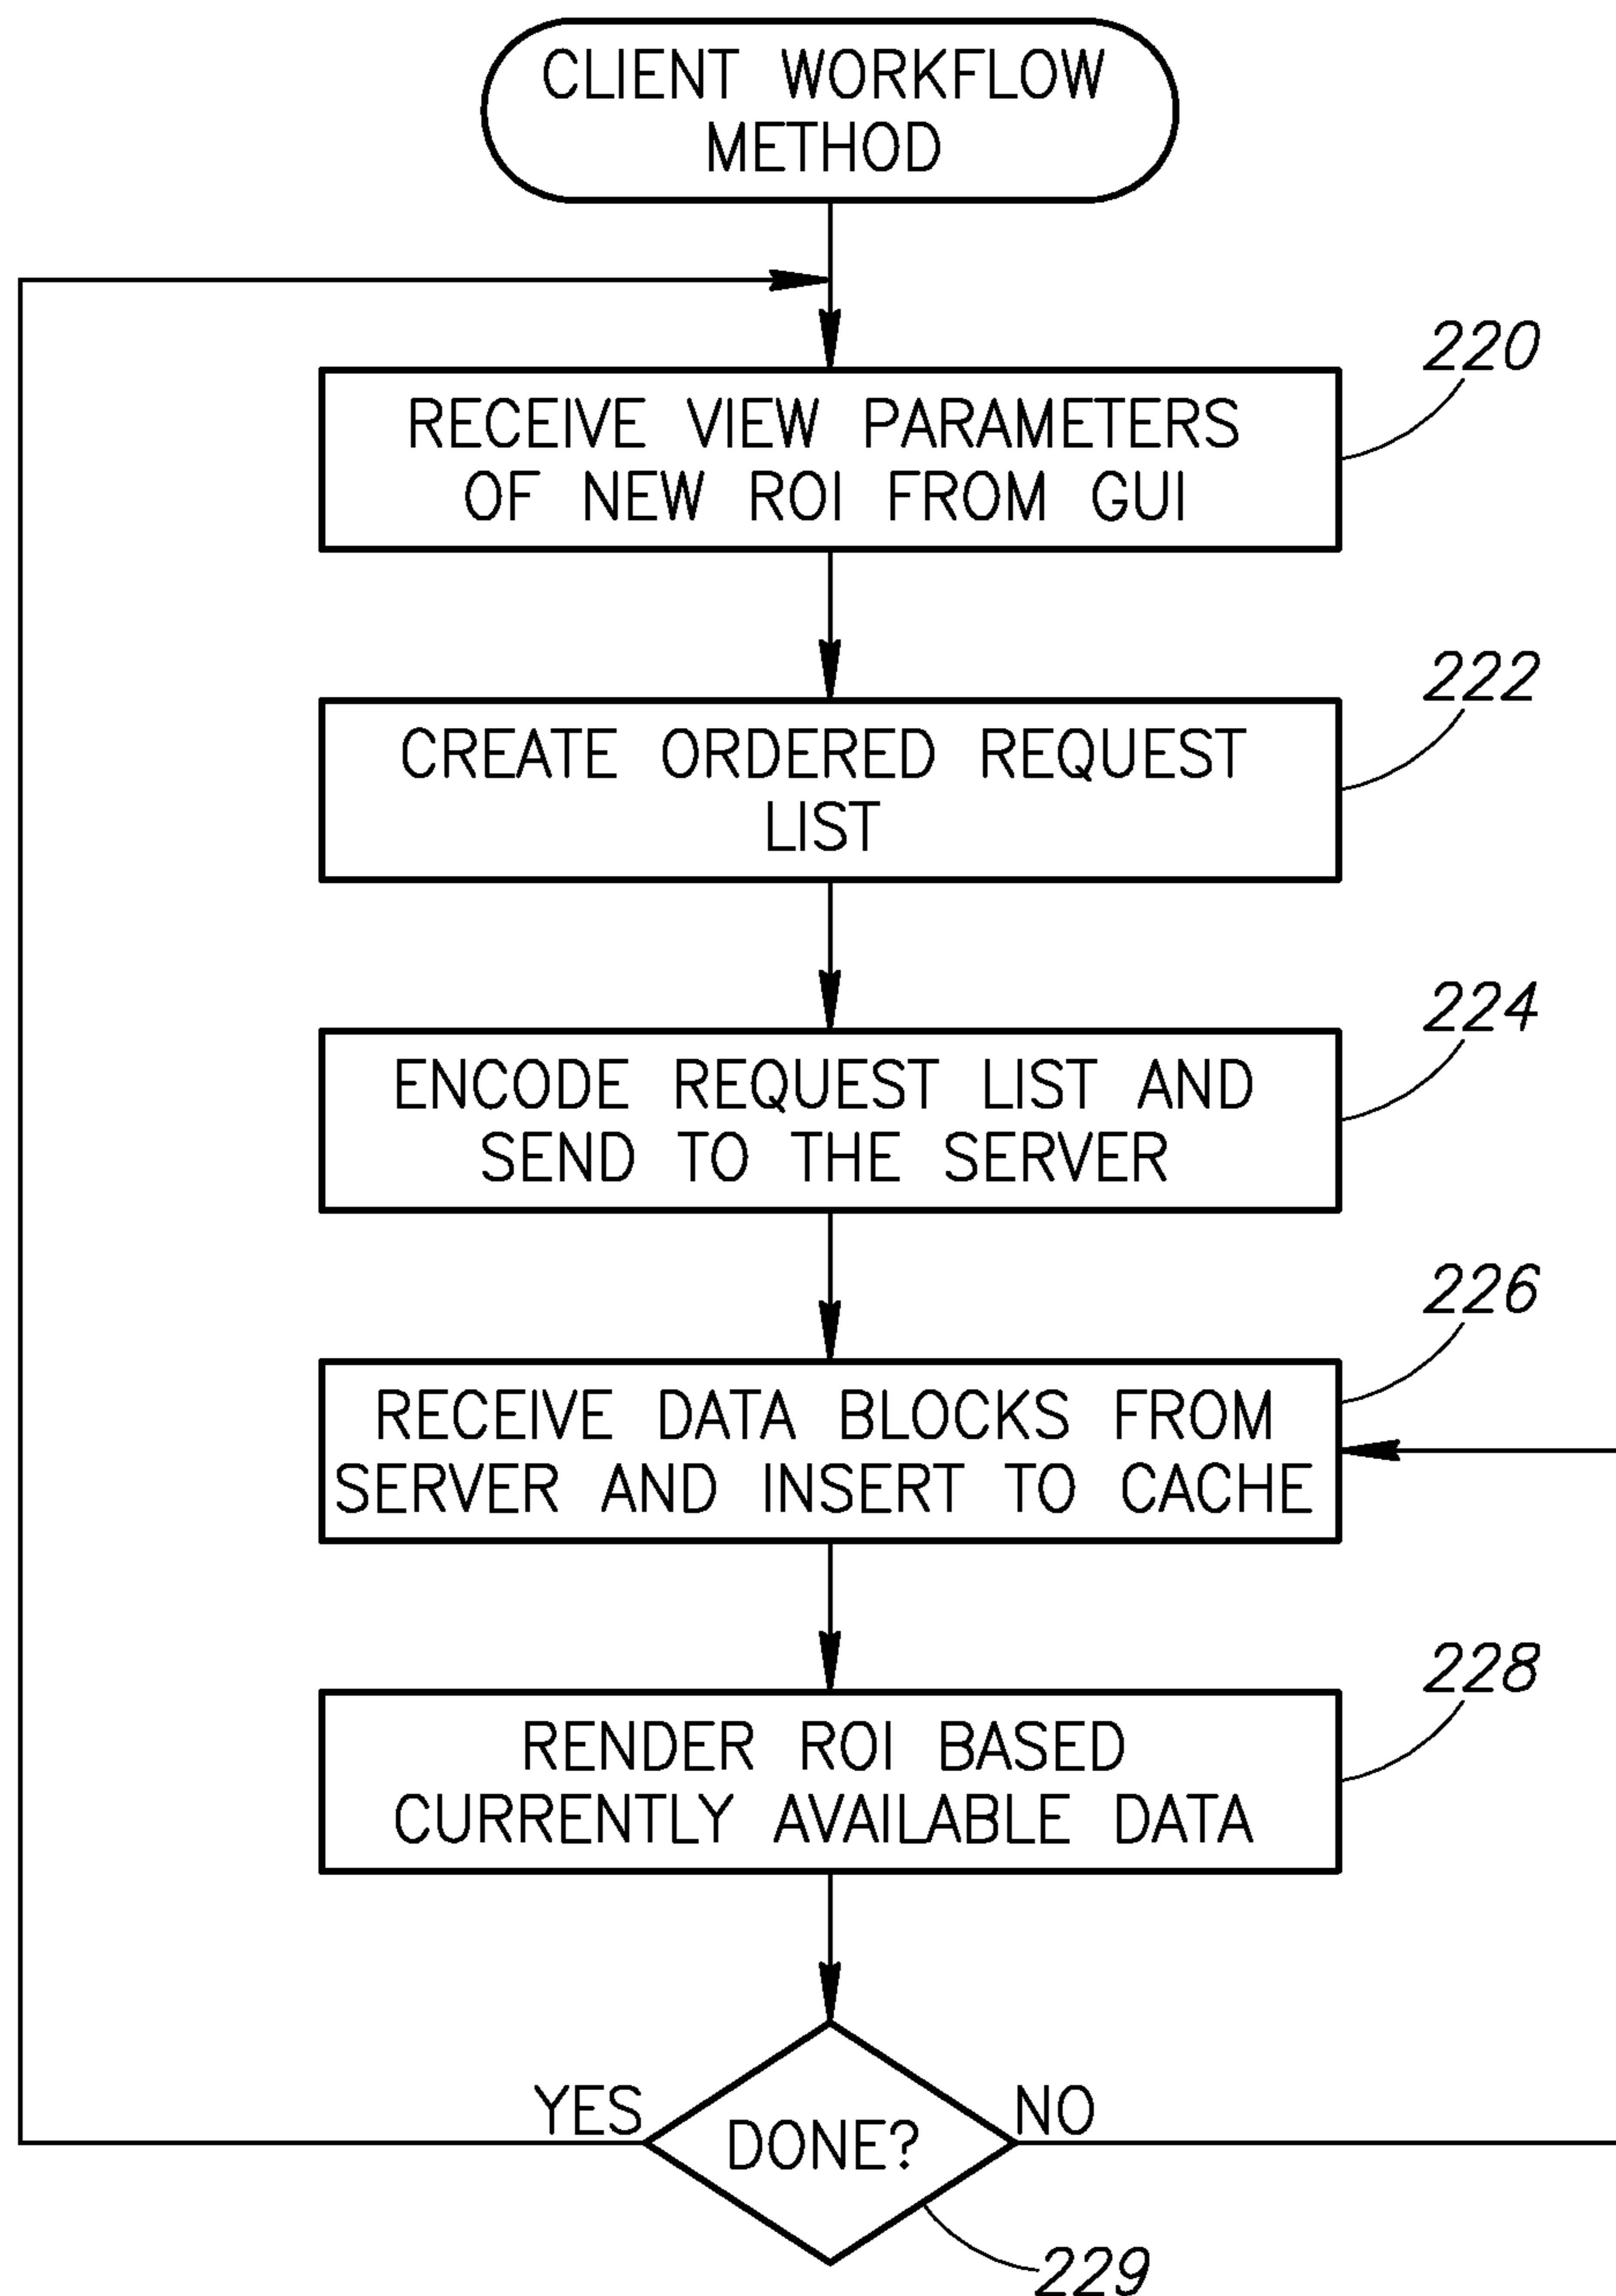 CLIENT WORKFLOW
METHOD
220
RECEIVE VIEW PARAMETERS
OF NEW ROI FROM GUI
222
CREATE ORDERED REQUEST
LIST
224
ENCODE REQUEST LIST AND
SEND TO THE SERVER
226
RECEIVE DATA BLOCKS FROM
SERVER AND INSERT TO CACHE
228
RENDER ROI BASED
CURRENTLY AVAILABLE DATA
YES
NO
DONE?
229